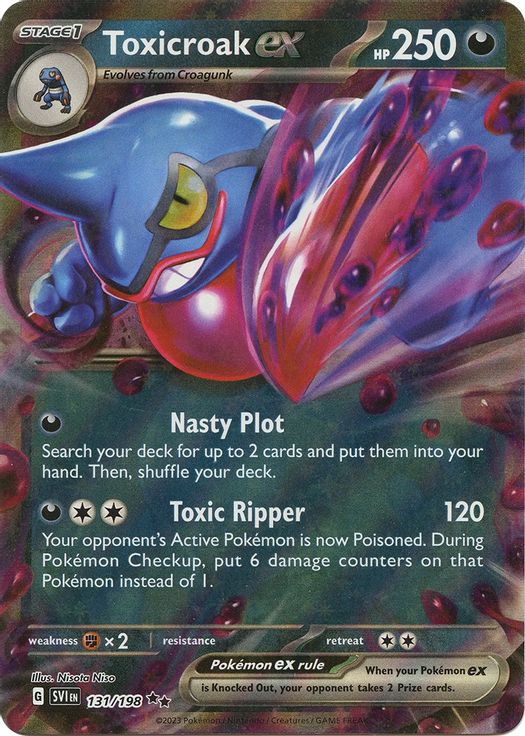 STAGE1
Toxicroak ex
HP 250
Evolves from Croagunk
Nasty Plot
Search your deck for up to 2 cards and put them into your
hand. Then, shuffle your deck.
Toxic Ripper 120
Your opponent's Active Pokémon is now Poisoned. During
Pokémon Checkup, put 6 damage counters on that
Pokémon instead of 1.
weakness ×2 resistance retreat
Illus. Nisota Niso
Pokémon ex rule
When your Pokémon ex
is Knocked Out, your opponent takes 2 Prize cards.
G SVI EN 131/198
©2023 Pokémon / Nintendo / Creatures / GAME FREAK